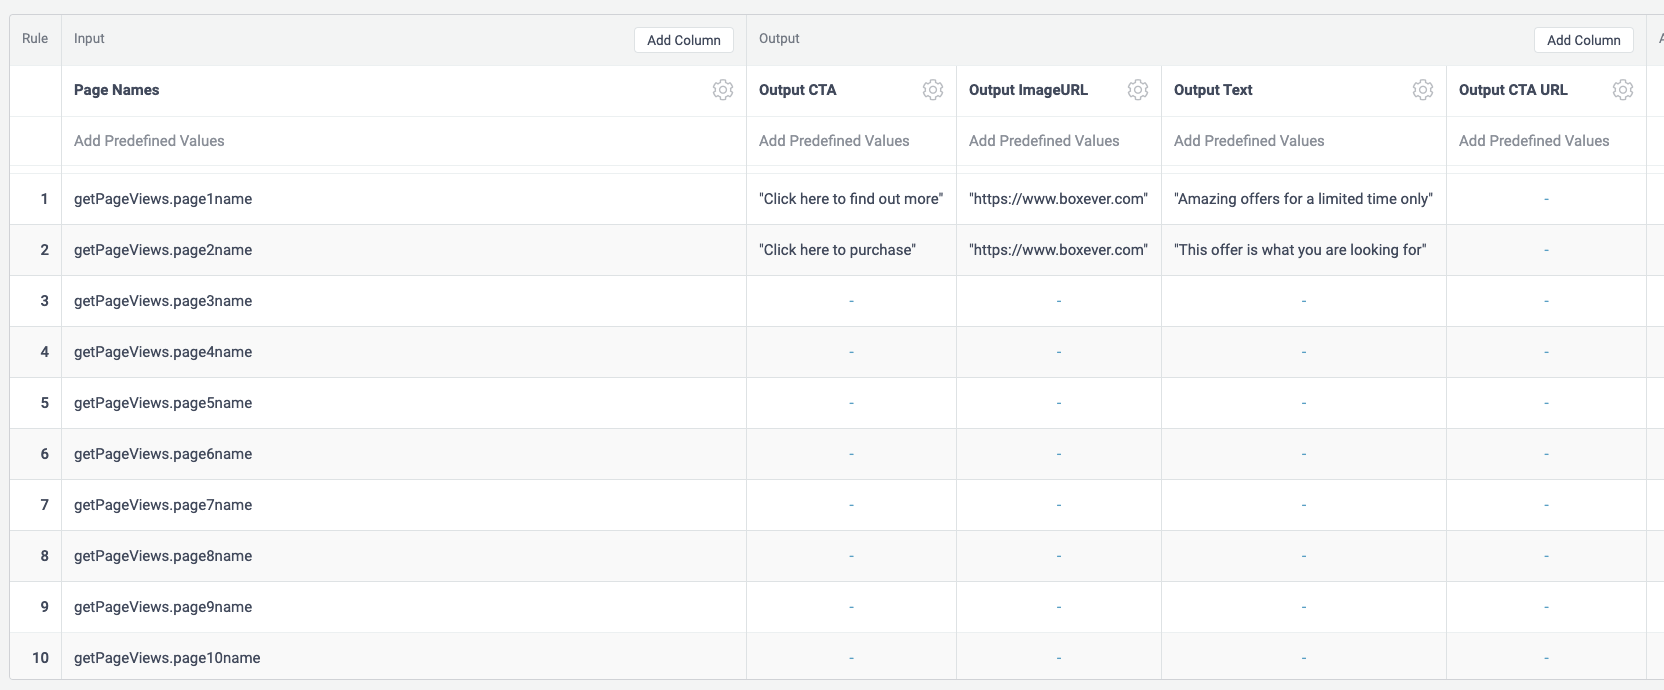 Rule Input Add Column Output Add Column
Page Names Output CTA Output ImageURL Output Text Output CTA URL
Add Predefined Values Add Predefined Values Add Predefined Values Add Predefined Values Add Predefined Values
1 getPageViews.page1name "Click here to find out more" "https://www.boxever.com" "Amazing offers for a limited time only" -
2 getPageViews.page2name "Click here to purchase" "https://www.boxever.com" "This offer is what you are looking for" -
3 getPageViews.page3name - - - -
4 getPageViews.page4name - - - -
5 getPageViews.page5name - - - -
6 getPageViews.page6name - - - -
7 getPageViews.page7name - - - -
8 getPageViews.page8name - - - -
9 getPageViews.page9name - - - -
10 getPageViews.page10name - - - -